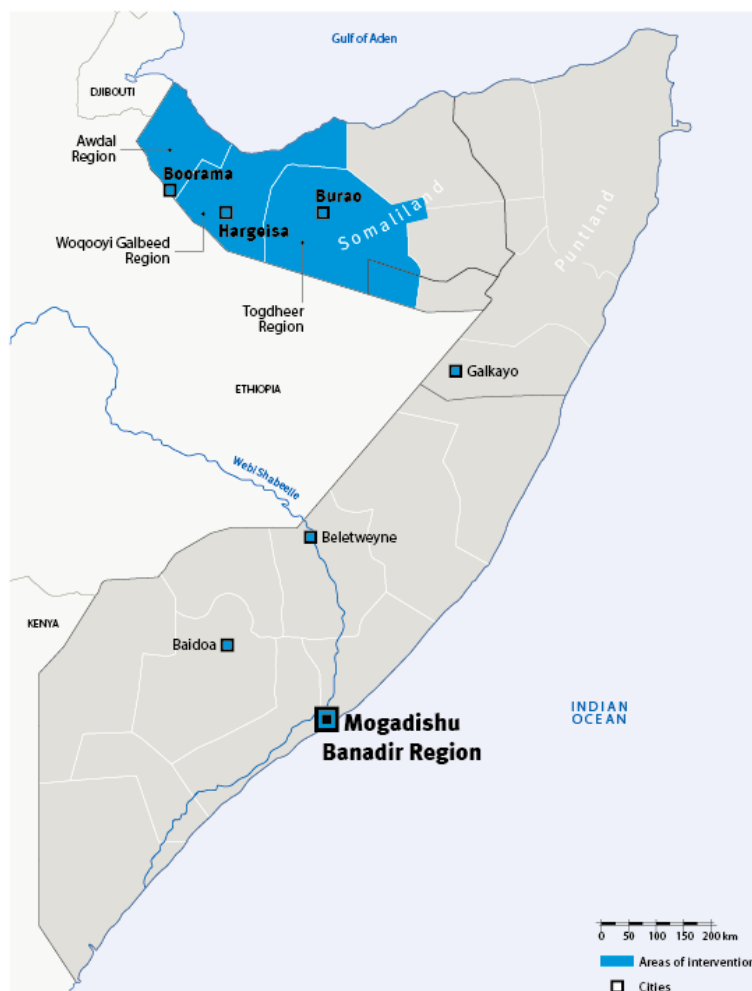 Gulf of Aden
DJIBOUTI
Awdal
Region
Boorama
Burao
Somaliland
Hargeisa
Woqooyi Galbeed
Region
Puntland
Togdheer
Region
Galkayo
ETHIOPIA
Webi Shabeelle
Beletweyne
KENYA
Baidoa
INDIAN
OCEAN
Mogadishu
Banadir Region
0 50 100 150 200 km
Areas of intervention
Cities